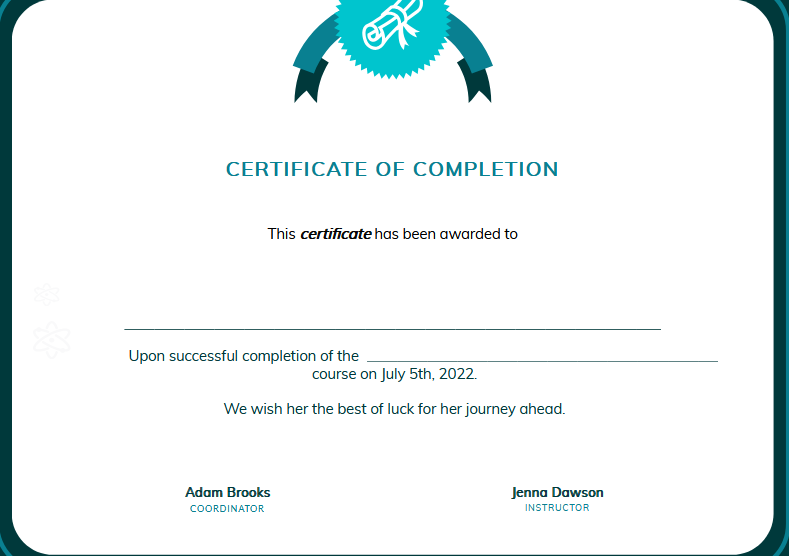 CERTIFICATE OF COMPLETION
This certificate has been awarded to
Upon successful completion of the
course on July 5th, 2022.
We wish her the best of luck for her journey ahead.
Adam Brooks
COORDINATOR
Jenna Dawson
INSTRUCTOR